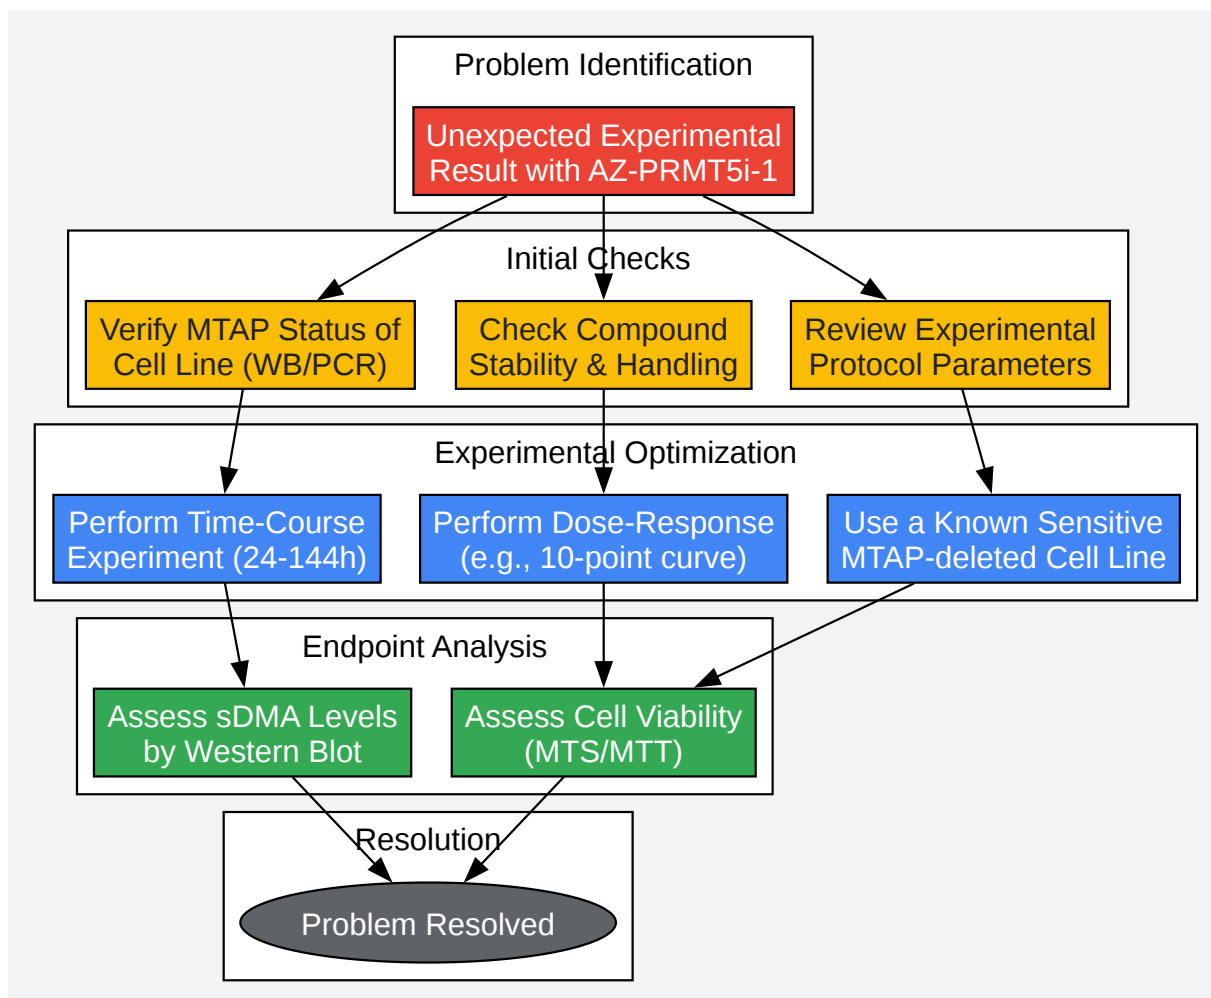 Problem Identification
Unexpected Experimental
Result with AZ-PRMT5i-1
Initial Checks
Verify MTAP Status of
Cell Line (WB/PCR)
Check Compound
Stability & Handling
Review Experimental
Protocol Parameters
Experimental Optimization
Perform Time-Course
Experiment (24-144h)
Perform Dose-Response
(e.g., 10-point curve)
Use a Known Sensitive
MTAP-deleted Cell Line
Endpoint Analysis
Assess sDMA Levels
by Western Blot
Assess Cell Viability
(MTS/MTT)
Resolution
Problem Resolved